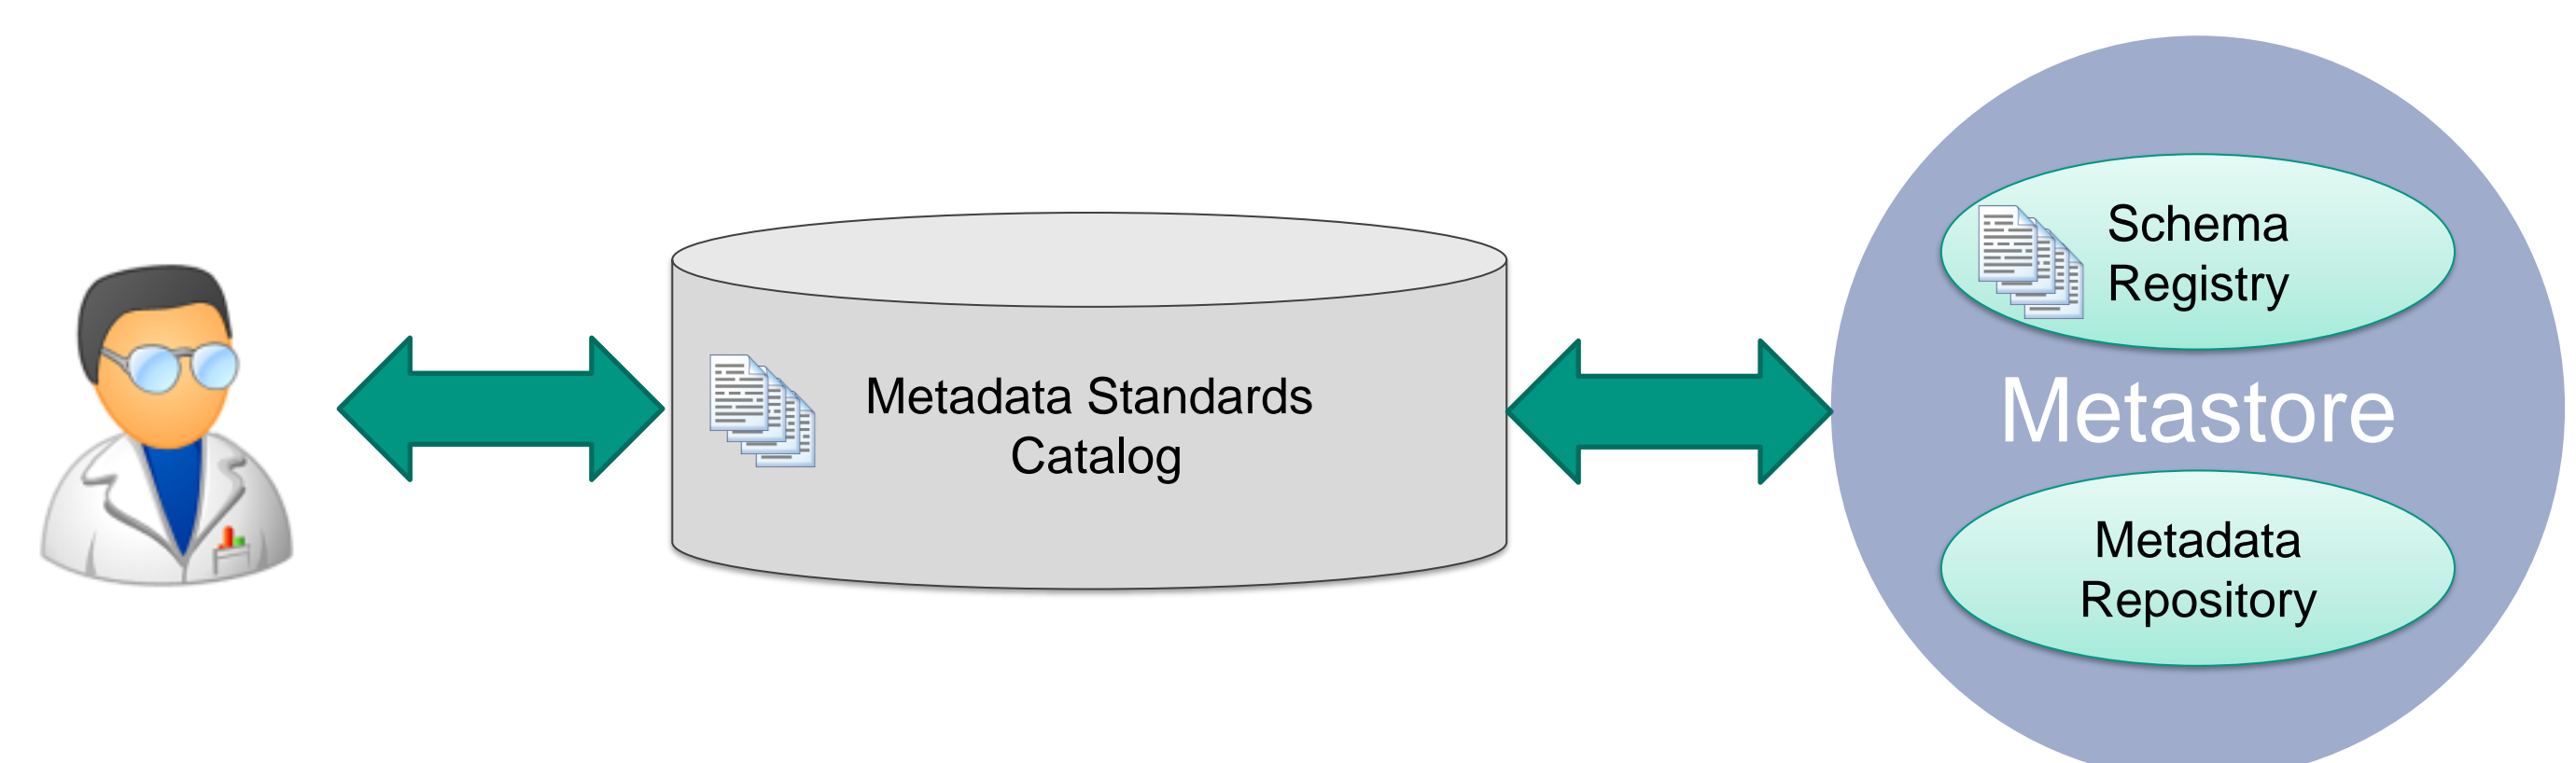 Metadata Standards
Catalog
Schema
Registry
Metastore
Metadata
Repository